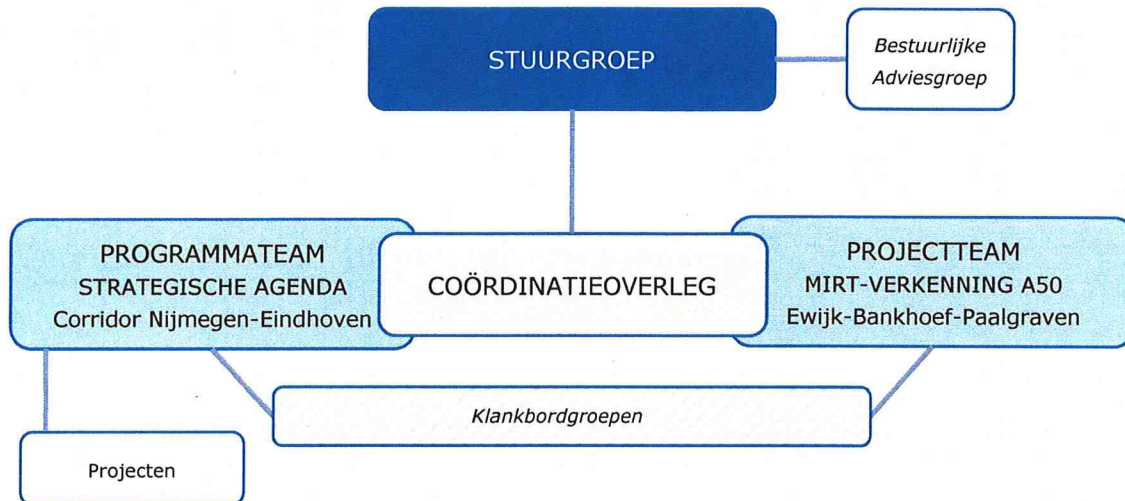 STUURGROEP
Bestuurlijke
Adviesgroep
PROGRAMMATEAM
STRATEGISCHE AGENDA
Corridor Nijmegen-Eindhoven
COÖRDINATIEOVERLEG
PROJECTTEAM
MIRT-VERKENNING A50
Ewijk-Bankhoef-Paalgraven
Klankbordgroepen
Projecten